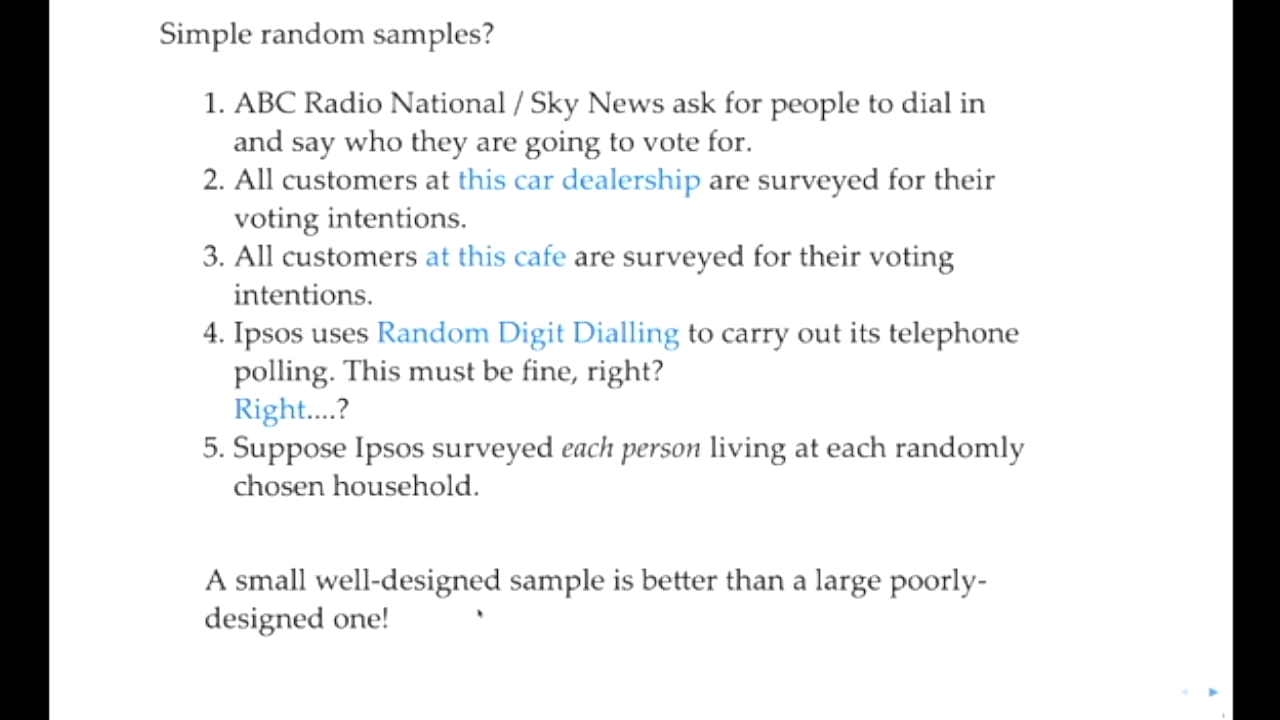 Simple random samples?
1. ABC Radio National / Sky News ask for people to dial in
and say who they are going to vote for.
2. All customers at this car dealership are surveyed for their
voting intentions.
3. All customers at this cafe are surveyed for their voting
intentions.
4. Ipsos uses Random Digit Dialling to carry out its telephone
polling. This must be fine, right?
Right....?
5. Suppose Ipsos surveyed each person living at each randomly
chosen household.
A small well-designed sample is better than a large poorly-
designed one!